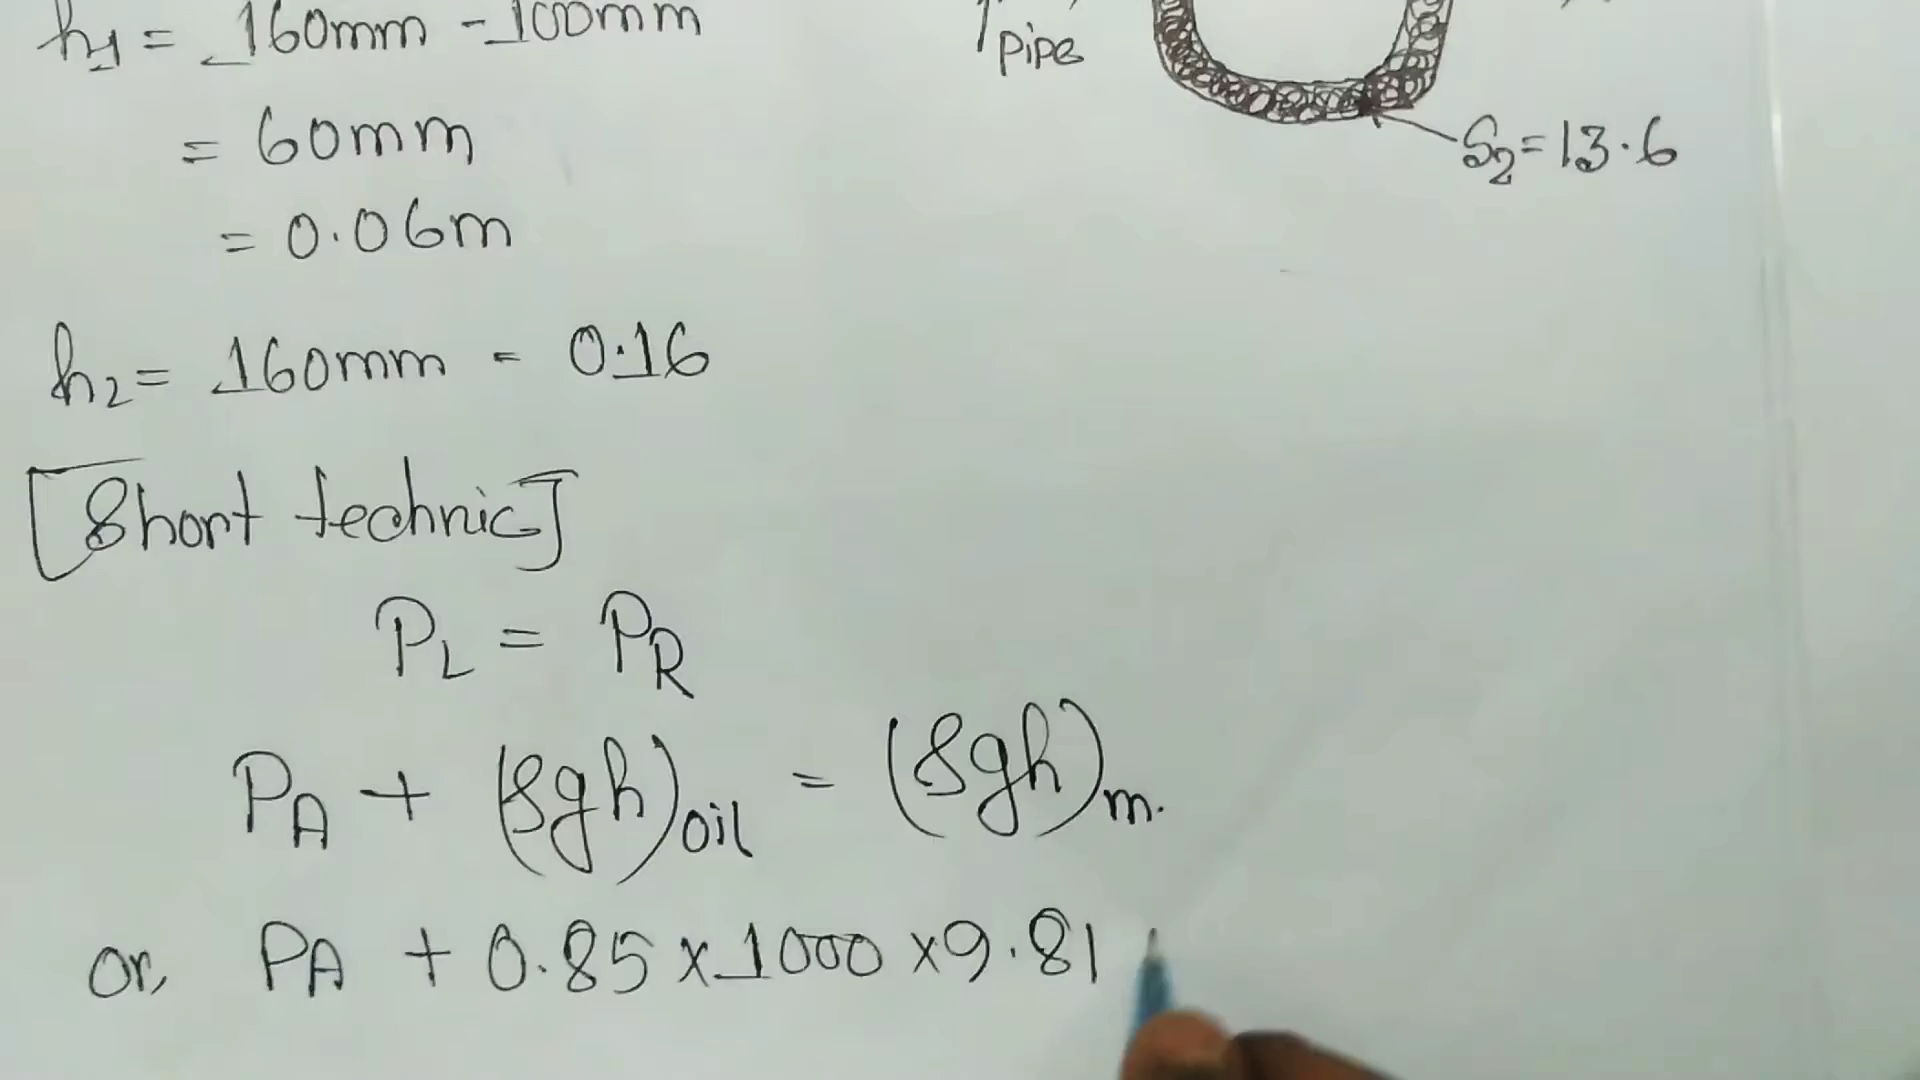 h1 = 160mm - 100mm
pipe
= 60mm
S2 = 13.6
= 0.06m
h2 = 160mm = 0.16
[Short technic]
PL = PR
PA + (ρgh)oil = (ρgh)m.
or, PA + 0.85 × 1000 × 9.81